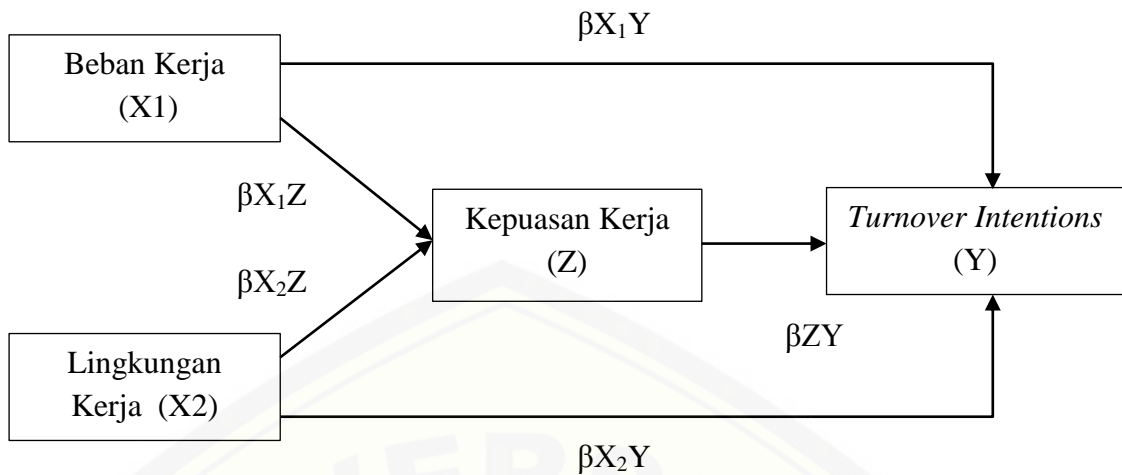 βX₁Y
Beban Kerja
(X1)
βX₁Z
Kepuasan Kerja
(Z)
Turnover Intentions
(Y)
βX₂Z
βZY
Lingkungan
Kerja (X2)
βX₂Y